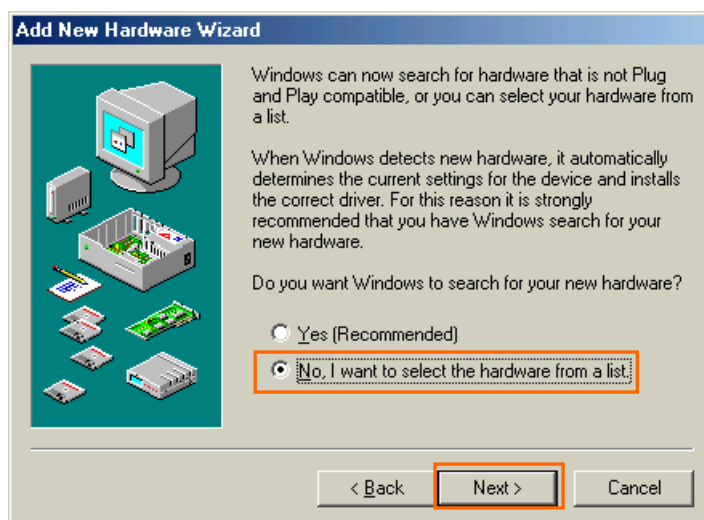 Add New Hardware Wizard
Windows can now search for hardware that is not Plug
and Play compatible, or you can select your hardware from
a list.
When Windows detects new hardware, it automatically
determines the current settings for the device and installs
the correct driver. For this reason it is strongly
recommended that you have Windows search for your
new hardware.
Do you want Windows to search for your new hardware?
Yes (Recommended)
No, I want to select the hardware from a list.
< Back
Next >
Cancel